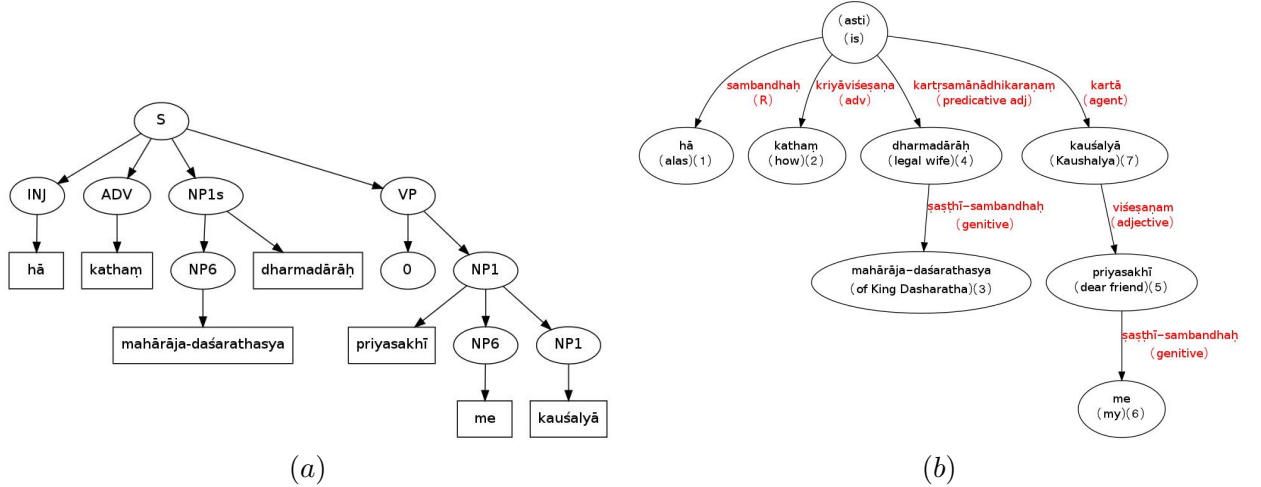 S
INJ
ADV
NP1s
VP
hā
kathaṃ
NP6
dharmadārāḥ
0
NP1
mahārāja-daśarathasya
priyasakhī
NP6
NP1
me
kauśalyā
(a)
(asti)
(is)
sambandhaḥ
(R)
kriyāviśeṣaṇa
(adv)
kartṛsamānādhikaraṇaṃ
(predicative adj)
kartā
(agent)
hā
(alas)(1)
kathaṃ
(how)(2)
dharmadārāḥ
(legal wife)(4)
kauśalyā
(Kaushalya)(7)
ṣaṣṭhī-sambandhaḥ
(genitive)
viśeṣaṇam
(adjective)
mahārāja-daśarathasya
(of King Dasharatha)(3)
priyasakhī
(dear friend)(5)
ṣaṣṭhī-sambandhaḥ
(genitive)
me
(my)(6)
(b)